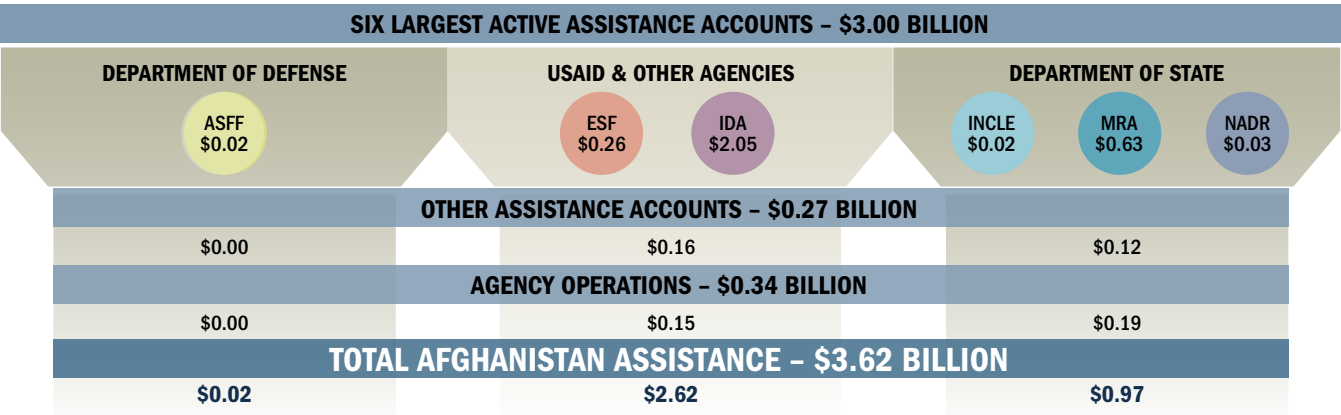 SIX LARGEST ACTIVE ASSISTANCE ACCOUNTS – $3.00 BILLION
DEPARTMENT OF DEFENSE
USAID & OTHER AGENCIES
DEPARTMENT OF STATE
ASFF
$0.02
ESF
$0.26
IDA
$2.05
INCLE
$0.02
MRA
$0.63
NADR
$0.03
OTHER ASSISTANCE ACCOUNTS – $0.27 BILLION
$0.00
$0.16
$0.12
AGENCY OPERATIONS – $0.34 BILLION
$0.00
$0.15
$0.19
TOTAL AFGHANISTAN ASSISTANCE – $3.62 BILLION
$0.02
$2.62
$0.97